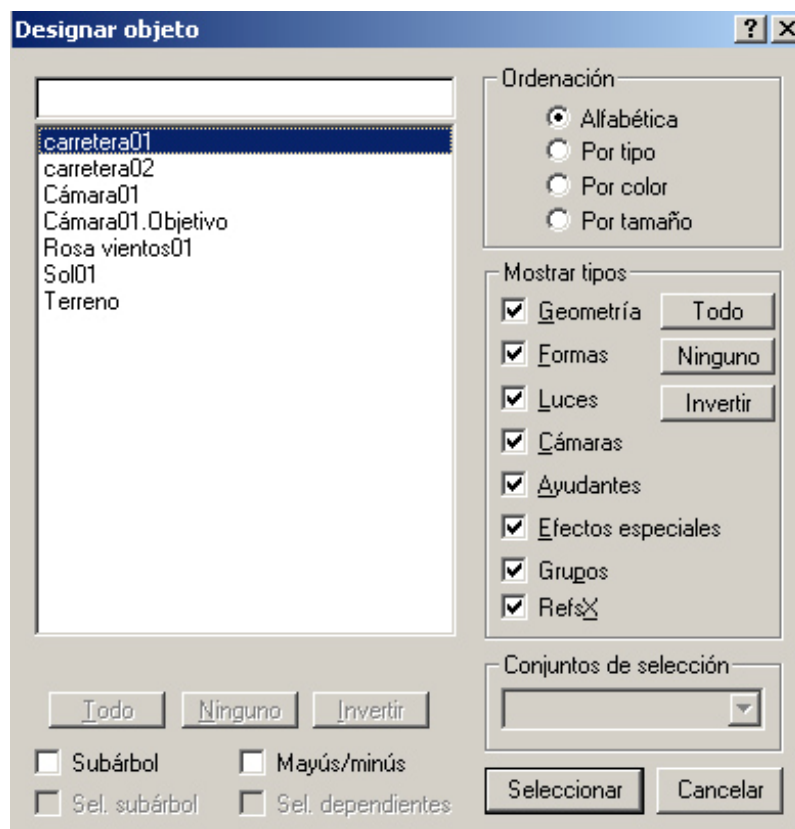 Designar objeto
carretera01
carretera02
Cámara01
Cámara01.Objetivo
Rosa vientos01
Sol01
Terreno
Todo Ninguno Invertir
Subárbol Mayús/minús
Sel. subárbol Sel. dependientes
Ordenación
Alfabética
Por tipo
Por color
Por tamaño
Mostrar tipos
Geometría Todo
Formas Ninguno
Luces Invertir
Cámaras
Ayudantes
Efectos especiales
Grupos
RefsX
Conjuntos de selección
Seleccionar Cancelar